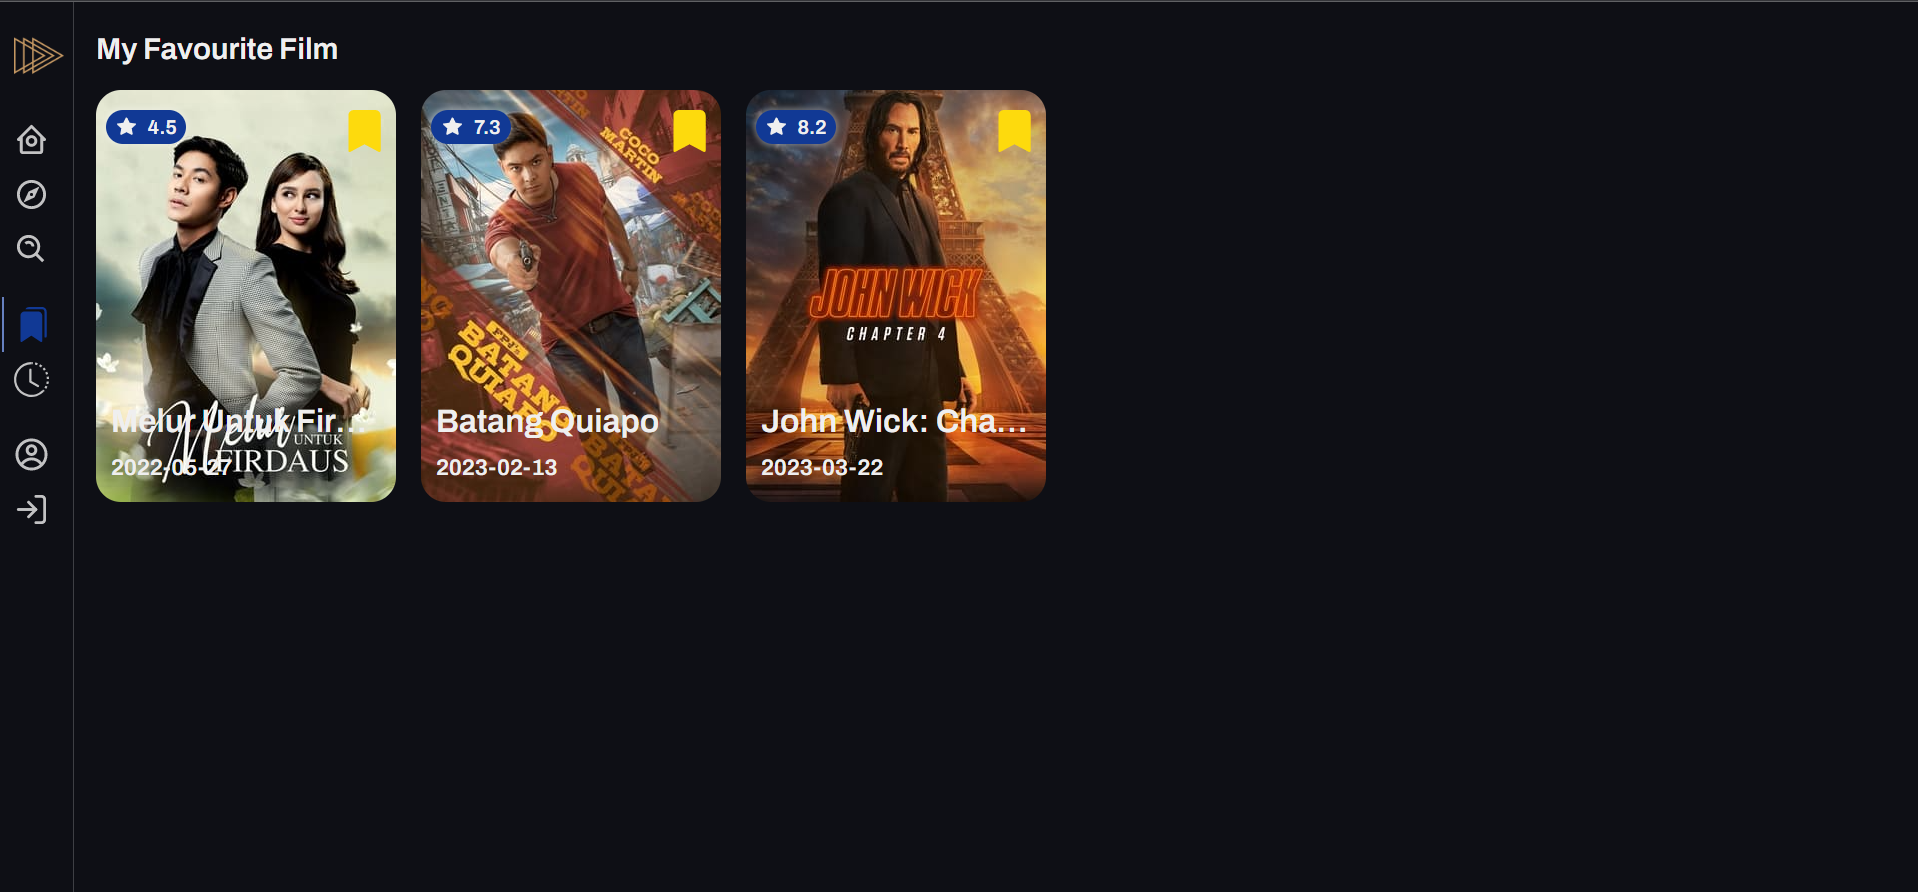 My Favourite Film
4.5
Melur Untuk Fir...
Melur UNTUK
FIRDAUS
2022-05-27
7.3
COCO
MARTIN
FPJ's
BATANG
QUIAPO
Batang Quiapo
2023-02-13
8.2
JOHN WICK
CHAPTER 4
John Wick: Cha...
2023-03-22